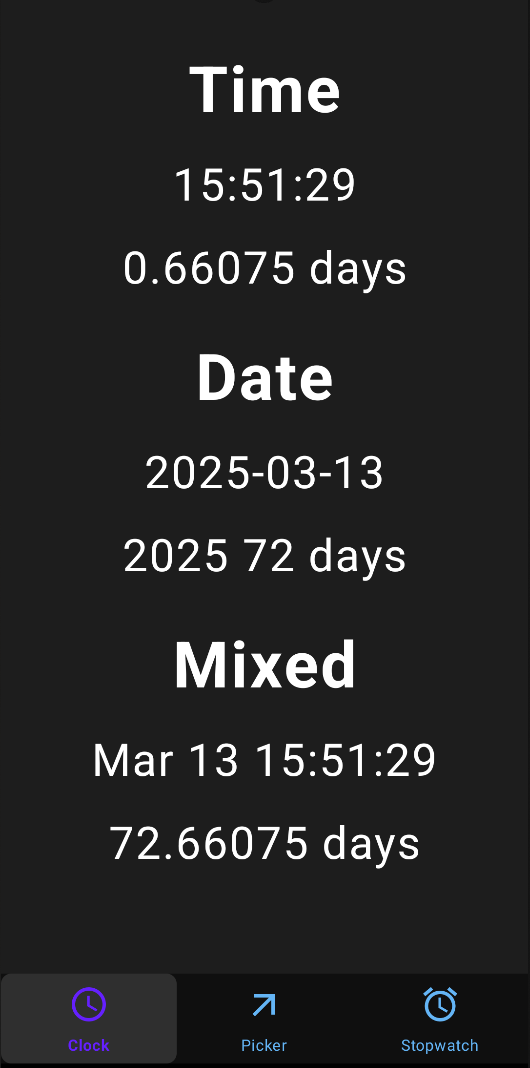 Time
15:51:29
0.66075 days
Date
2025-03-13
2025 72 days
Mixed
Mar 13 15:51:29
72.66075 days
Clock
Picker
Stopwatch